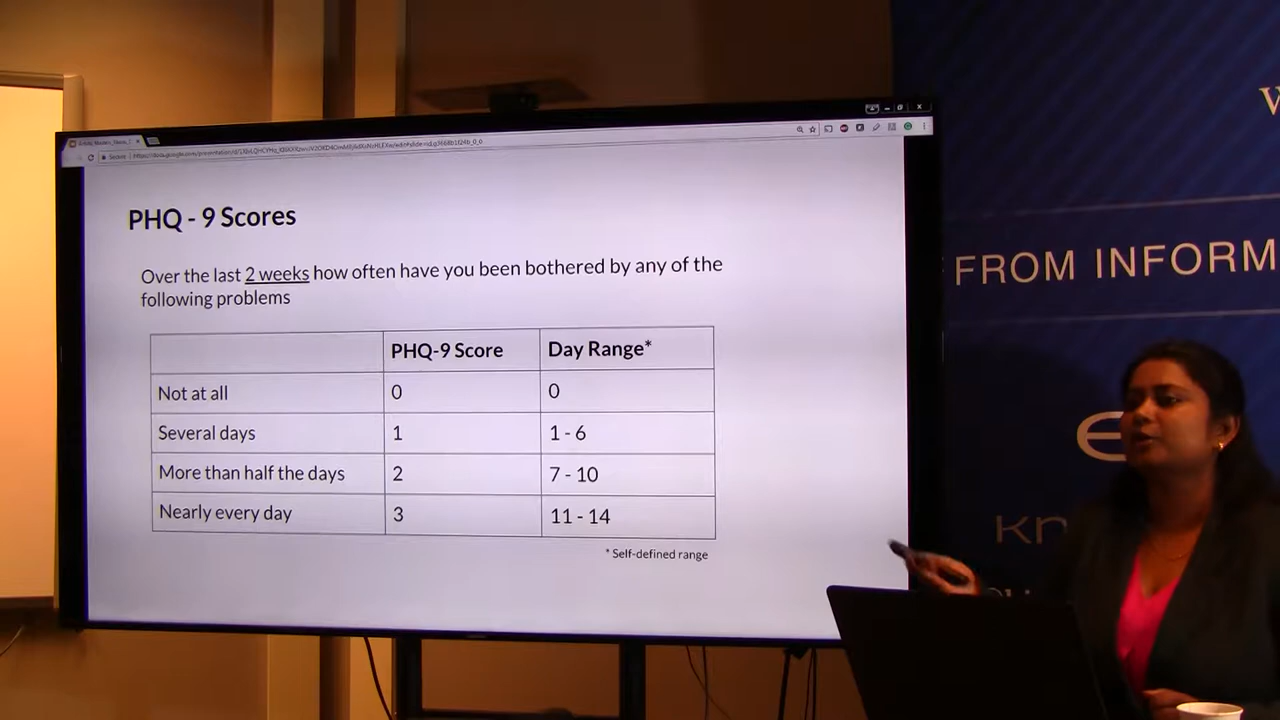 PHQ - 9 Scores
Over the last 2 weeks how often have you been bothered by any of the
following problems
PHQ-9 Score Day Range*
Not at all 0 0
Several days 1 1 - 6
More than half the days 2 7 - 10
Nearly every day 3 11 - 14
* Self-defined range
FROM INFORM